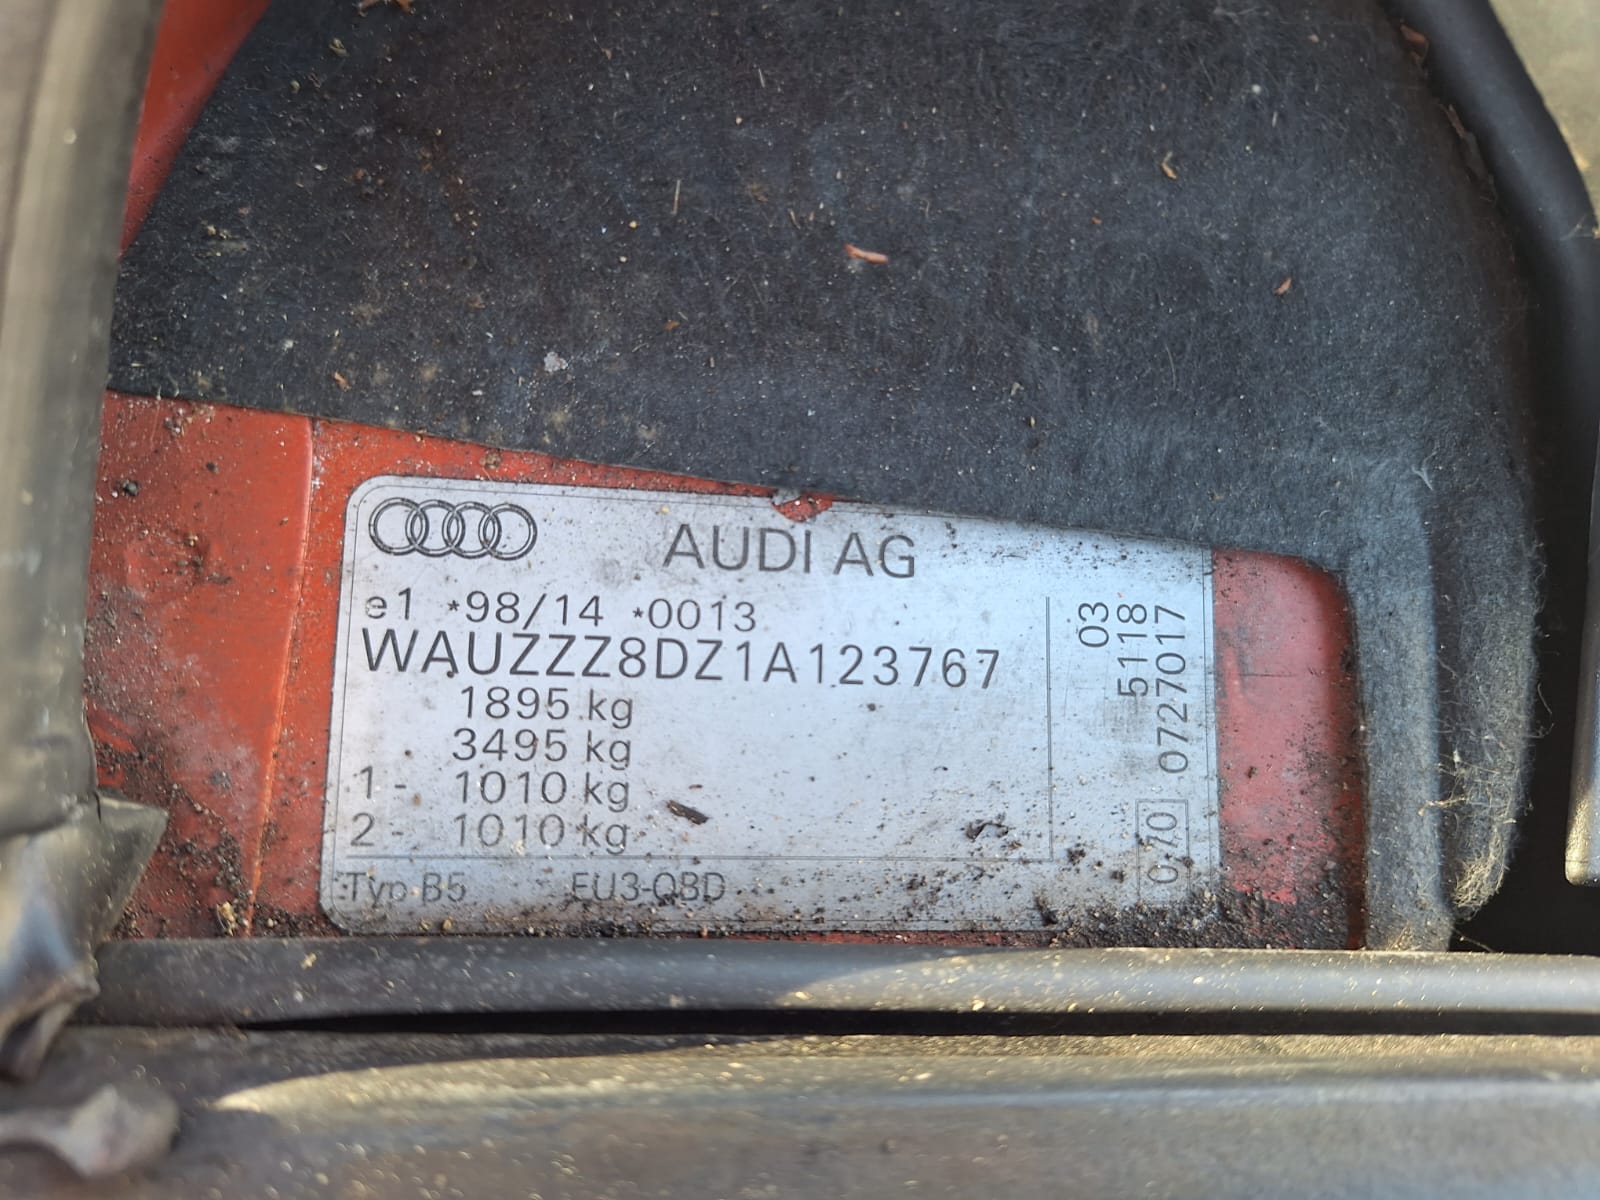 AUDI AG
e1 *98/14 *0013
WAUZZZ8DZ1A123767
1895 kg
3495 kg
1- 1010 kg
2- 1010 kg
Typ B5 EU3-OBD
03
5118
0727017
0.70